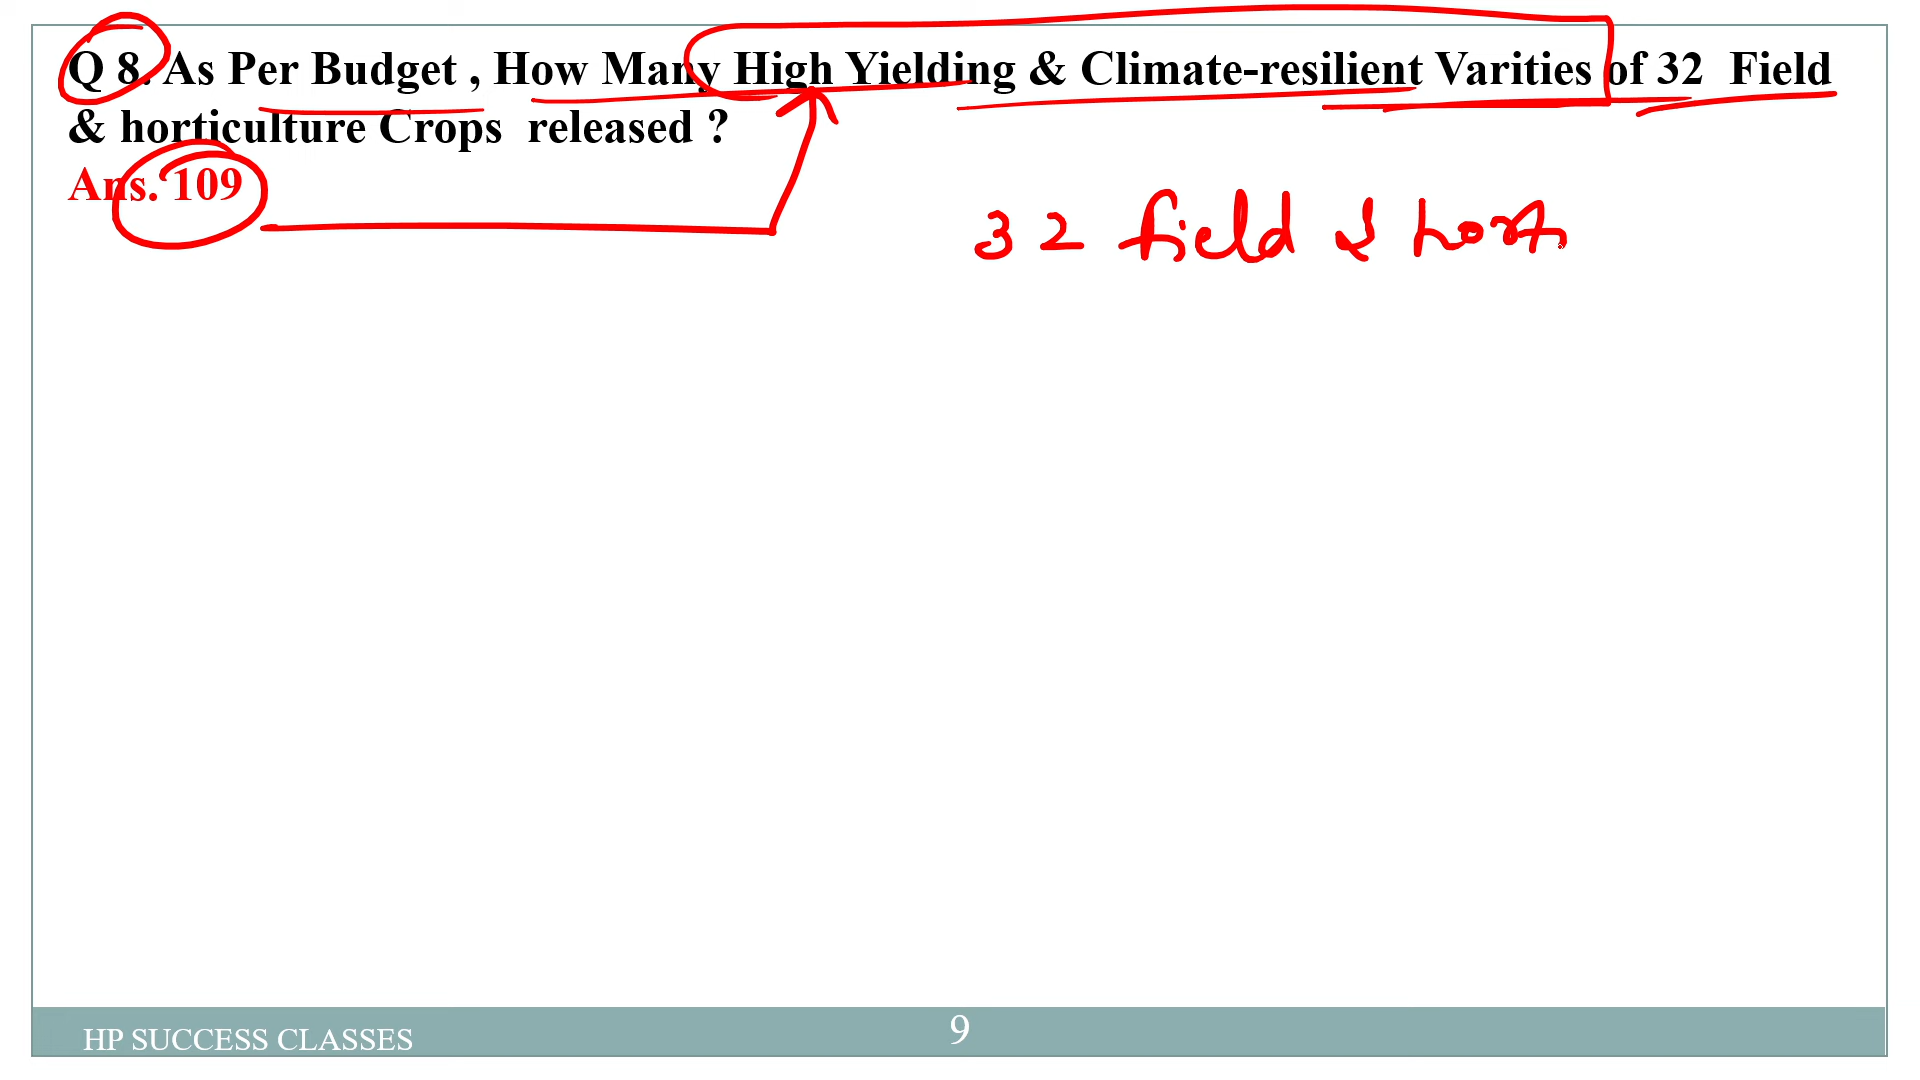 Q 8. As Per Budget , How Many High Yielding & Climate-resilient Varities of 32 Field
& horticulture Crops released ?
Ans. 109
32 field & hort
HP SUCCESS CLASSES
9